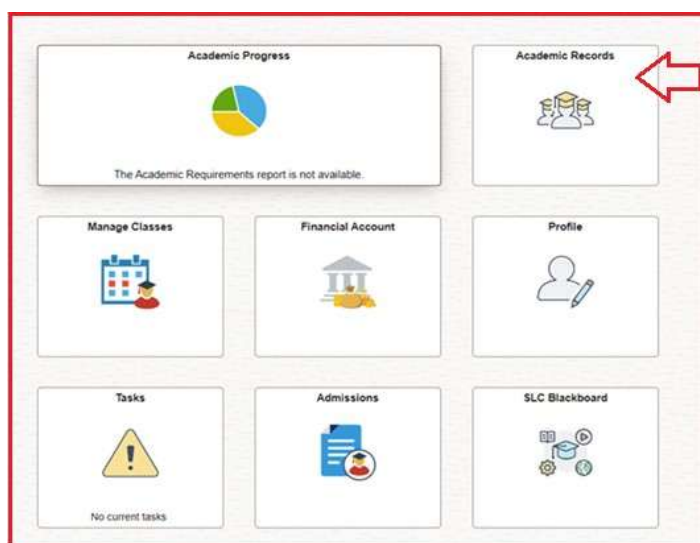 Academic Progress
Academic Records
The Academic Requirements report is not available.
Manage Classes
Financial Account
Profile
Tasks
Admissions
SLC Blackboard
No current tasks